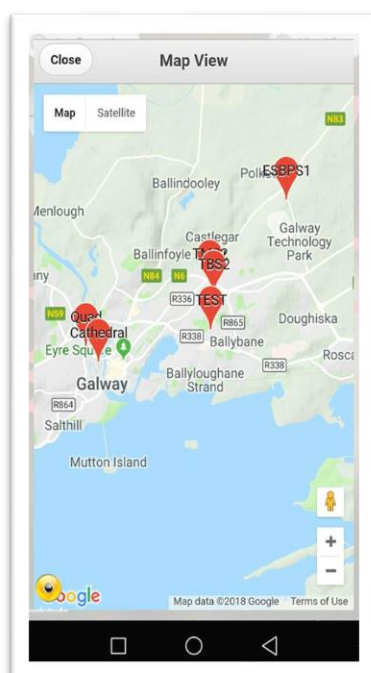 Close
Map View
Map
Satellite
N83
ESBPS1
Ballindooley
Menlough
Castlegar
Galway
Technology
Park
Ballinfoyle
TBS2
N84
N6
R336
TEST
N59
Quad
Cathedral
R865
Doughiska
R338
Ballybane
Eyre Square
R338
Galway
Ballyloughane
Strand
R864
Salthill
Mutton Island
Map data ©2018 Google
Terms of Use